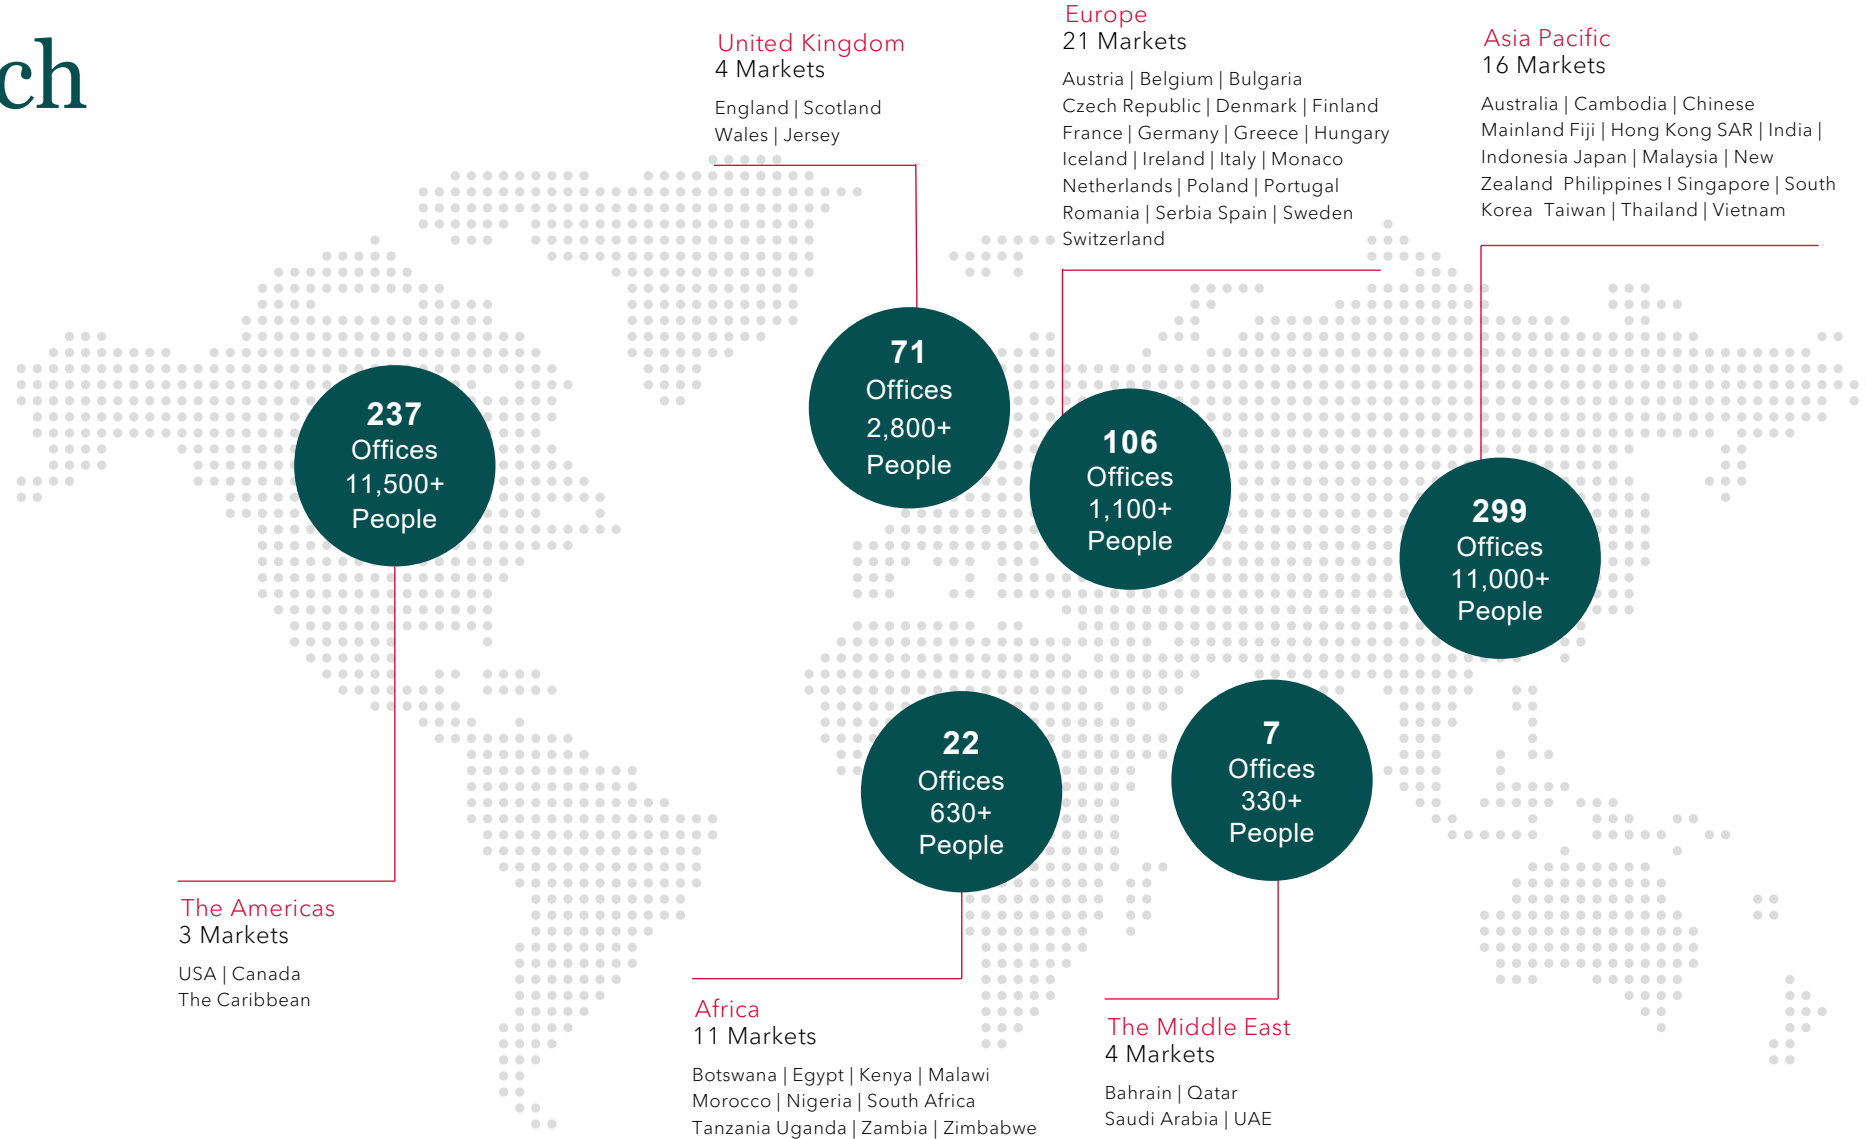 ch
United Kingdom
4 Markets
England | Scotland
Wales | Jersey
Europe
21 Markets
Austria | Belgium | Bulgaria
Czech Republic | Denmark | Finland
France | Germany | Greece | Hungary
Iceland | Ireland | Italy | Monaco
Netherlands | Poland | Portugal
Romania | Serbia Spain | Sweden
Switzerland
Asia Pacific
16 Markets
Australia | Cambodia | Chinese
Mainland Fiji | Hong Kong SAR | India |
Indonesia Japan | Malaysia | New
Zealand  Philippines I Singapore | South
Korea  Taiwan | Thailand | Vietnam
237
Offices
11,500+
People
71
Offices
2,800+
People
106
Offices
1,100+
People
299
Offices
11,000+
People
22
Offices
630+
People
7
Offices
330+
People
The Americas
3 Markets
USA | Canada
The Caribbean
Africa
11 Markets
Botswana | Egypt | Kenya | Malawi
Morocco | Nigeria | South Africa
Tanzania Uganda | Zambia | Zimbabwe
The Middle East
4 Markets
Bahrain | Qatar
Saudi Arabia | UAE